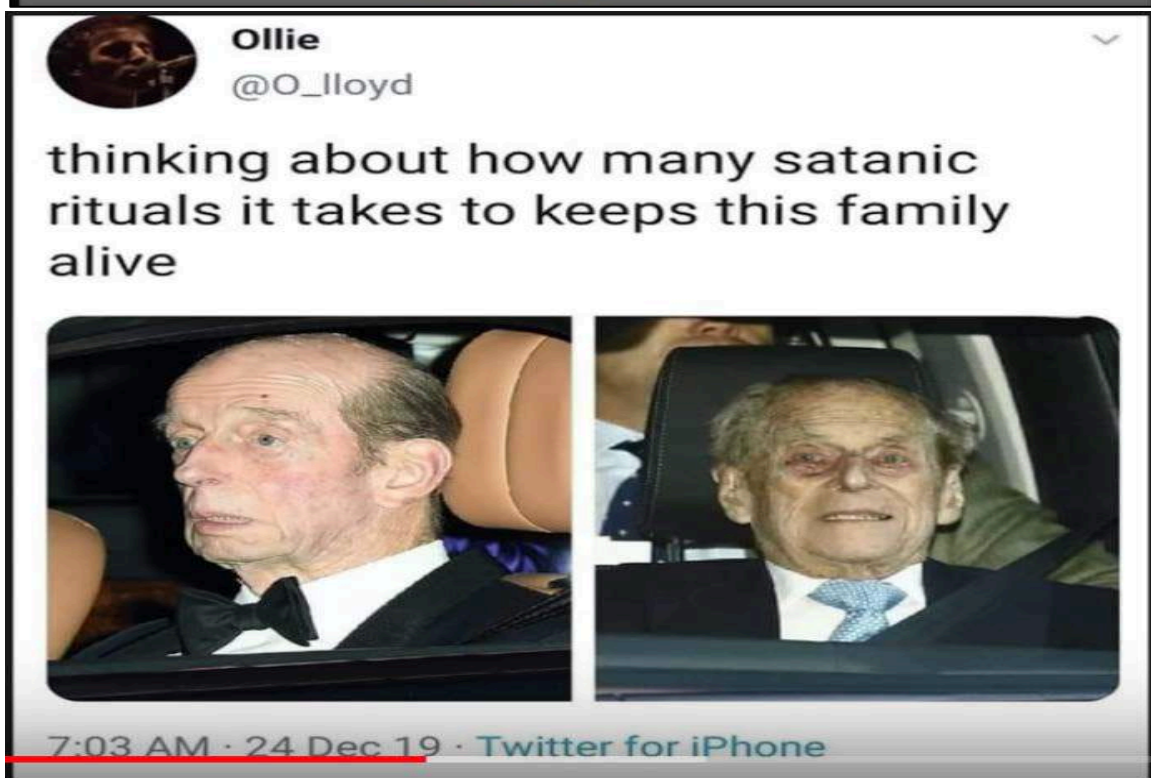 Ollie
@O_lloyd
thinking about how many satanic
rituals it takes to keeps this family
alive
7:03 AM · 24 Dec 19 · Twitter for iPhone